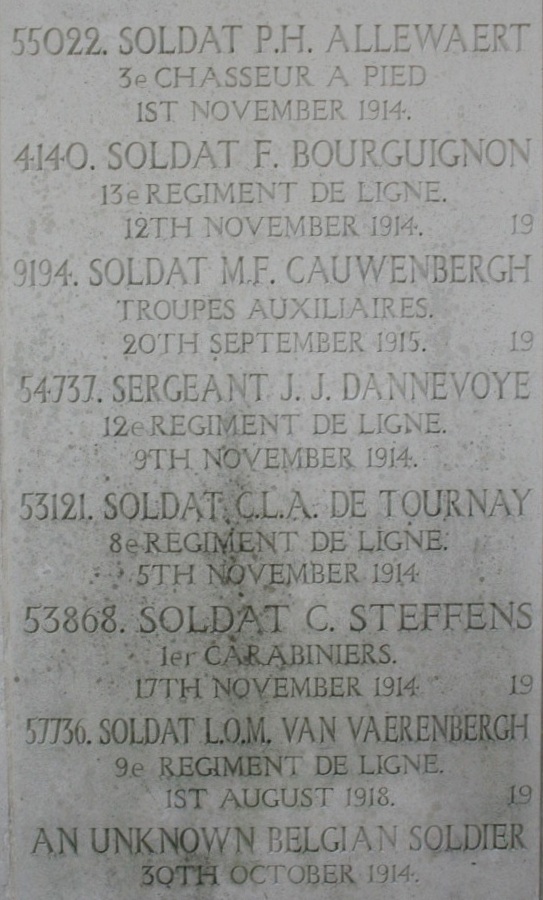 55022. SOLDAT P.H. ALLEWAERT
3e CHASSEUR A PIED
1ST NOVEMBER 1914.
4140. SOLDAT F. BOURGUIGNON
13e REGIMENT DE LIGNE.
12TH NOVEMBER 1914. 19
9194. SOLDAT M.F. CAUWENBERGH
TROUPES AUXILIAIRES.
20TH SEPTEMBER 1915. 19
54737. SERGEANT J. J. DANNEVOYE
12e REGIMENT DE LIGNE.
9TH NOVEMBER 1914.
53121. SOLDAT C.L.A. DE TOURNAY
8e REGIMENT DE LIGNE.
5TH NOVEMBER 1914
53868. SOLDAT C. STEFFENS
1er CARABINIERS.
17TH NOVEMBER 1914 19
57736. SOLDAT L.O.M. VAN VAERENBERGH
9e REGIMENT DE LIGNE.
1ST AUGUST 1918. 19
AN UNKNOWN BELGIAN SOLDIER
30TH OCTOBER 1914.